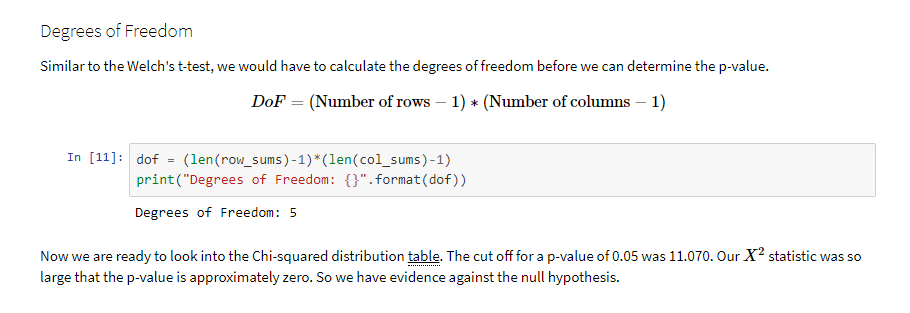 Degrees of Freedom
Similar to the Welch's t-test, we would have to calculate the degrees of freedom before we can determine the p-value.
DoF = (Number of rows − 1) * (Number of columns − 1)
In [11]: dof = (len(row_sums)-1)*(len(col_sums)-1)
print("Degrees of Freedom: {}".format(dof))
Degrees of Freedom: 5
Now we are ready to look into the Chi-squared distribution table. The cut off for a p-value of 0.05 was 11.070. Our X² statistic was so
large that the p-value is approximately zero. So we have evidence against the null hypothesis.